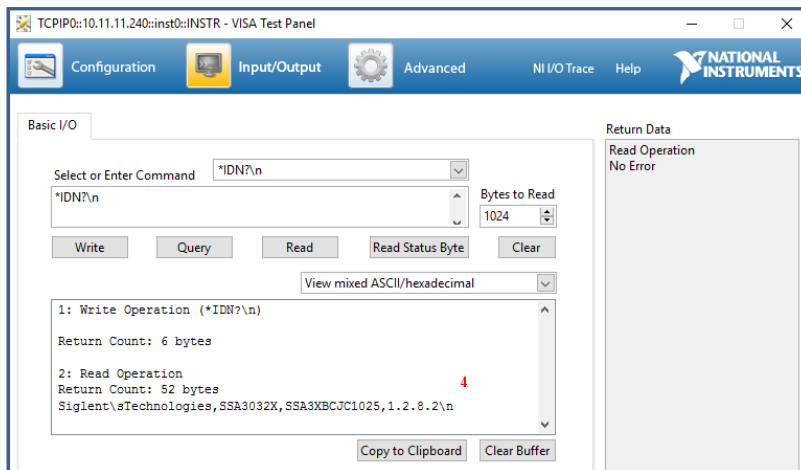 TCPIP0::10.11.11.240::inst0::INSTR - VISA Test Panel
Configuration
Input/Output
Advanced
NI I/O Trace
Help
NATIONAL
INSTRUMENTS
Basic I/O
Return Data
Read Operation
No Error
Select or Enter Command
*IDN?\n
*IDN?\n
Bytes to Read
1024
Write
Query
Read
Read Status Byte
Clear
View mixed ASCII/hexadecimal
1: Write Operation (*IDN?\n)
Return Count: 6 bytes
2: Read Operation
4
Return Count: 52 bytes
Siglent\sTechnologies,SSA3032X,SSA3XBCJC1025,1.2.8.2\n
Copy to Clipboard
Clear Buffer